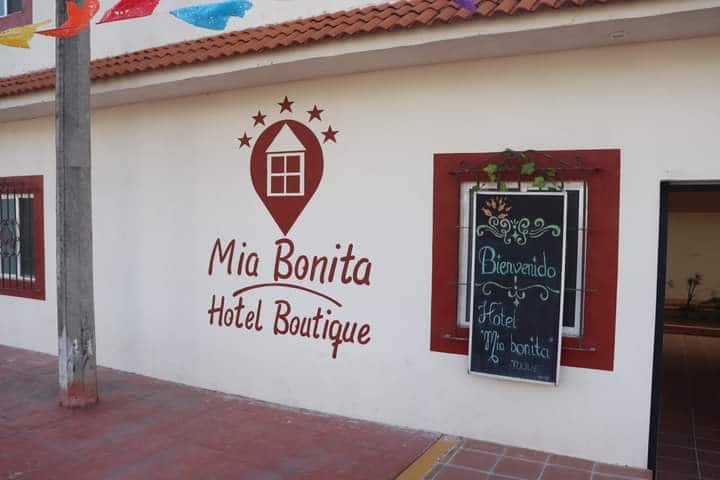 Mia Bonita
Hotel Boutique
Bienvenido
Hotel
"Mia bonita"